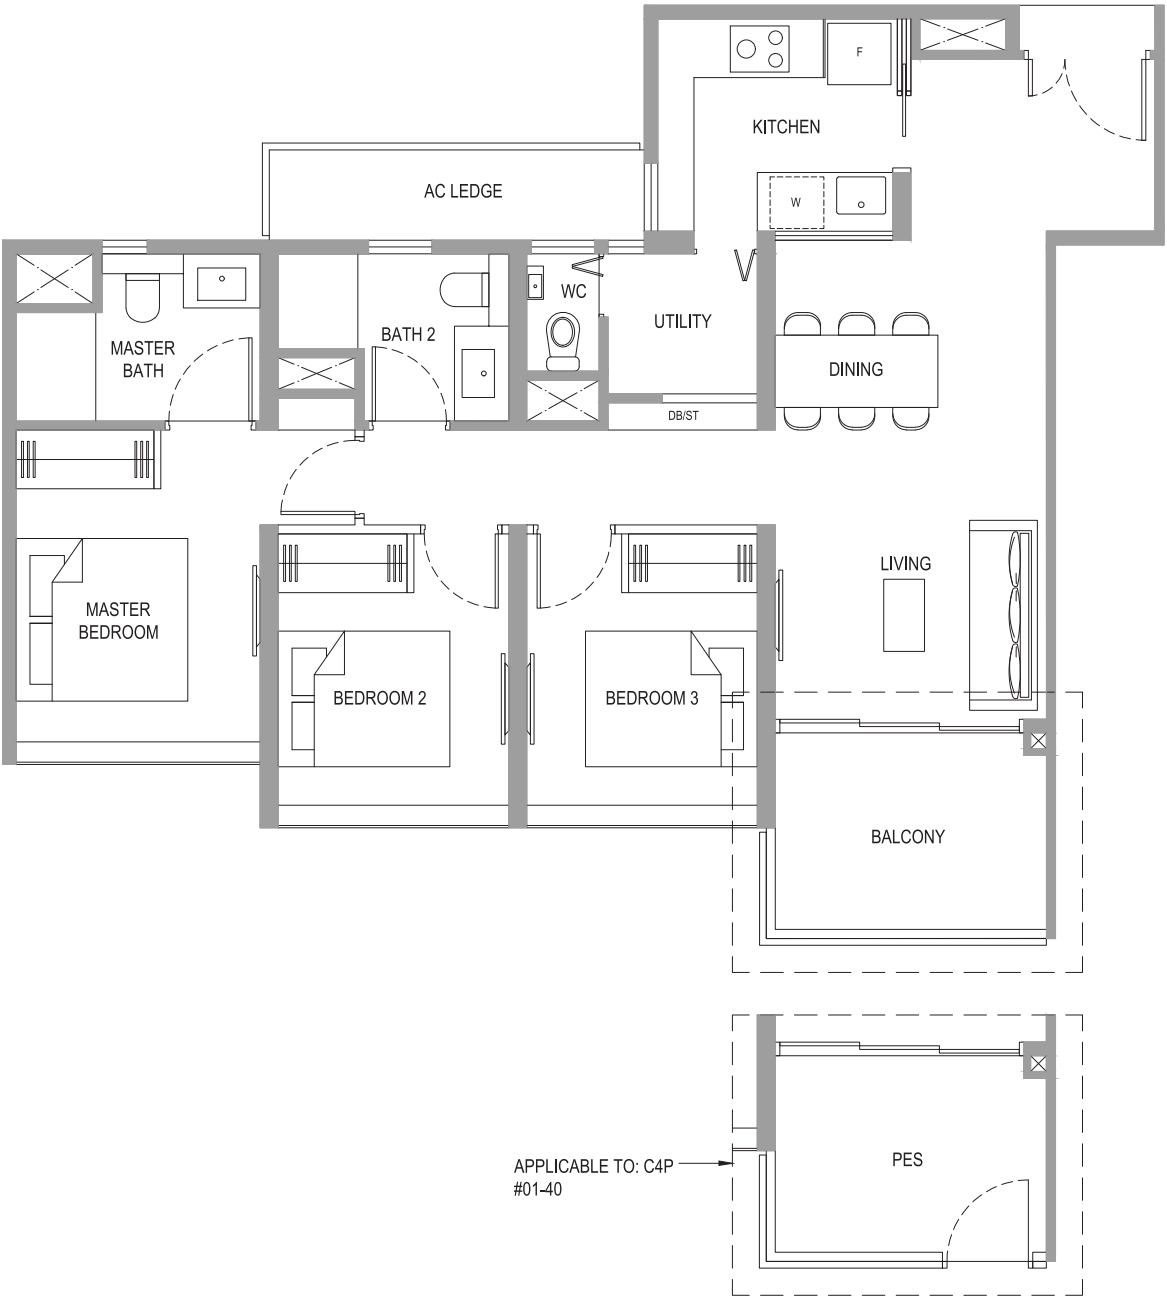 F
KITCHEN
AC LEDGE
W
WC
UTILITY
BATH 2
MASTER
BATH
DINING
DB/ST
LIVING
MASTER
BEDROOM
BEDROOM 2
BEDROOM 3
BALCONY
PES
APPLICABLE TO: C4P
#01-40